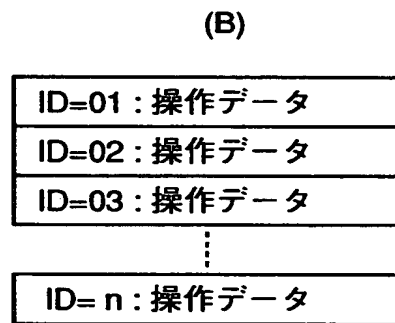 (B)
ID=01 : 操作データ
ID=02 : 操作データ
ID=03 : 操作データ
ID= n : 操作データ